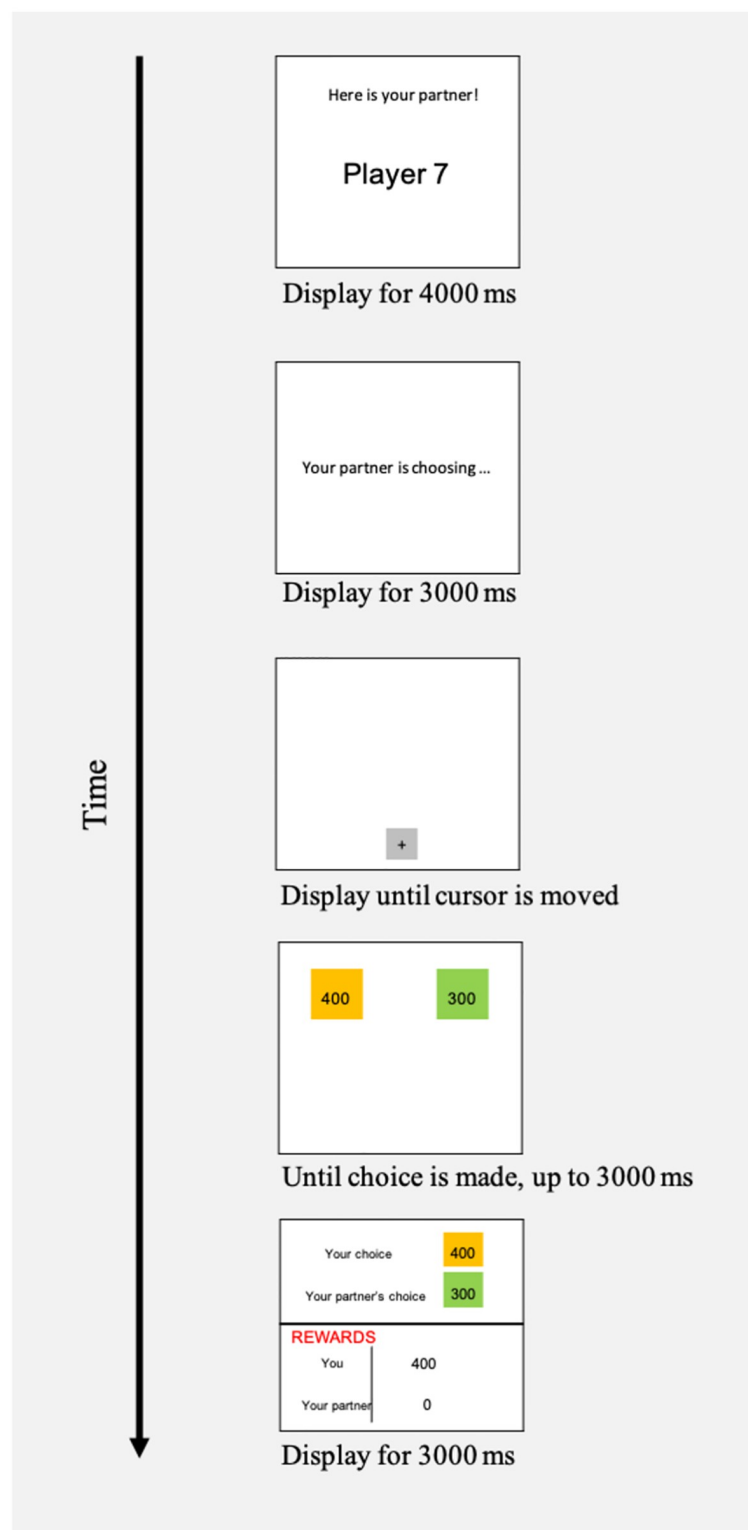 Here is your partner!
Player 7
Display for 4000 ms
Your partner is choosing ...
Display for 3000 ms
Time
+
Display until cursor is moved
400 300
Until choice is made, up to 3000 ms
Your choice 400
Your partner's choice 300
REWARDS
You 400
Your partner 0
Display for 3000 ms